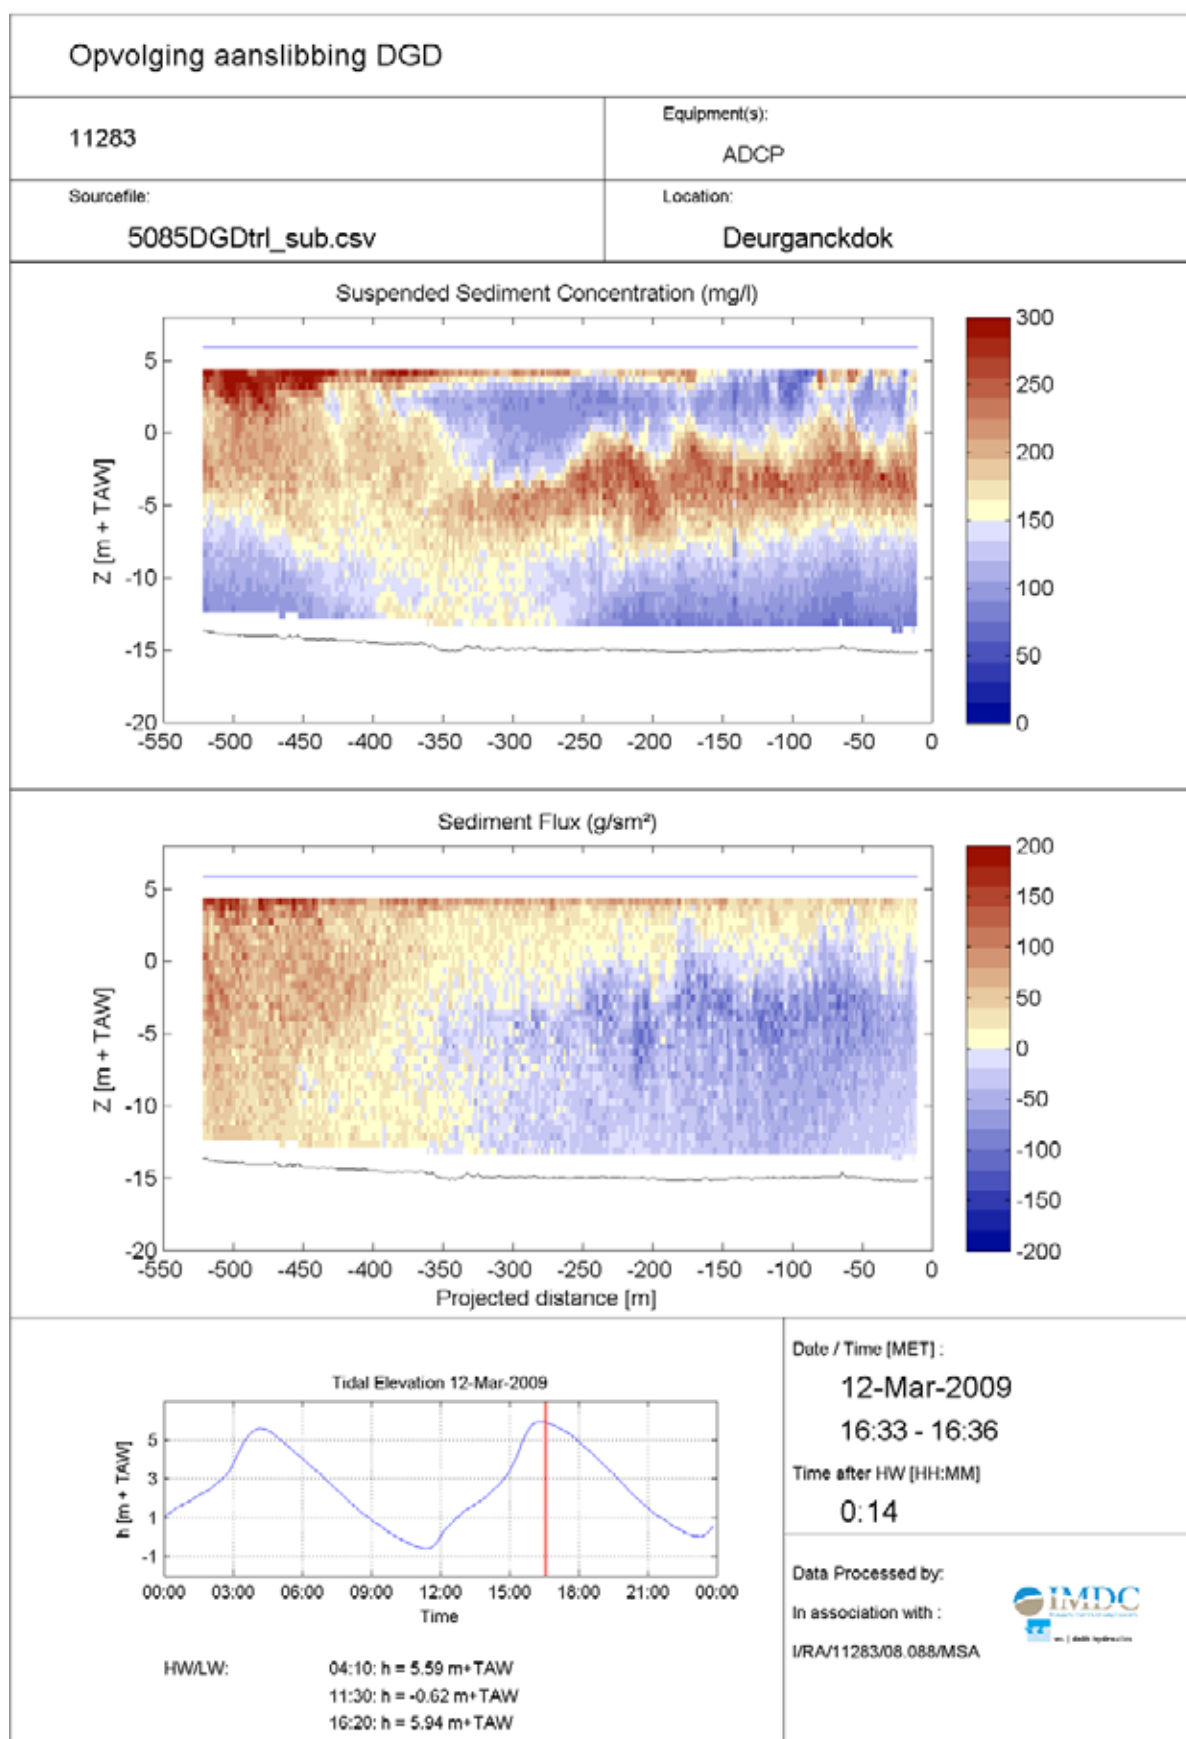 Opvolging aanslibbing DGD
11283
Equipment(s):
ADCP
Sourcefile:
5085DGDtrl_sub.csv
Location:
Deurganckdok
Suspended Sediment Concentration (mg/l)
Z [m + TAW]
5
0
-5
-10
-15
-20
-550 -500 -450 -400 -350 -300 -250 -200 -150 -100 -50 0
300
250
200
150
100
50
0
Sediment Flux (g/sm²)
Z [m + TAW]
5
0
-5
-10
-15
-20
-550 -500 -450 -400 -350 -300 -250 -200 -150 -100 -50 0
Projected distance [m]
200
150
100
50
0
-50
-100
-150
-200
Tidal Elevation 12-Mar-2009
h [m + TAW]
5
3
1
-1
00:00 03:00 06:00 09:00 12:00 15:00 18:00 21:00 00:00
Time
HW/LW:
04:10: h = 5.59 m+TAW
11:30: h = -0.62 m+TAW
16:20: h = 5.94 m+TAW
Date / Time [MET] :
12-Mar-2009
16:33 - 16:36
Time after HW [HH:MM]
0:14
Data Processed by:
In association with :
I/RA/11283/08.088/MSA
IMDC
wl | delft hydraulics